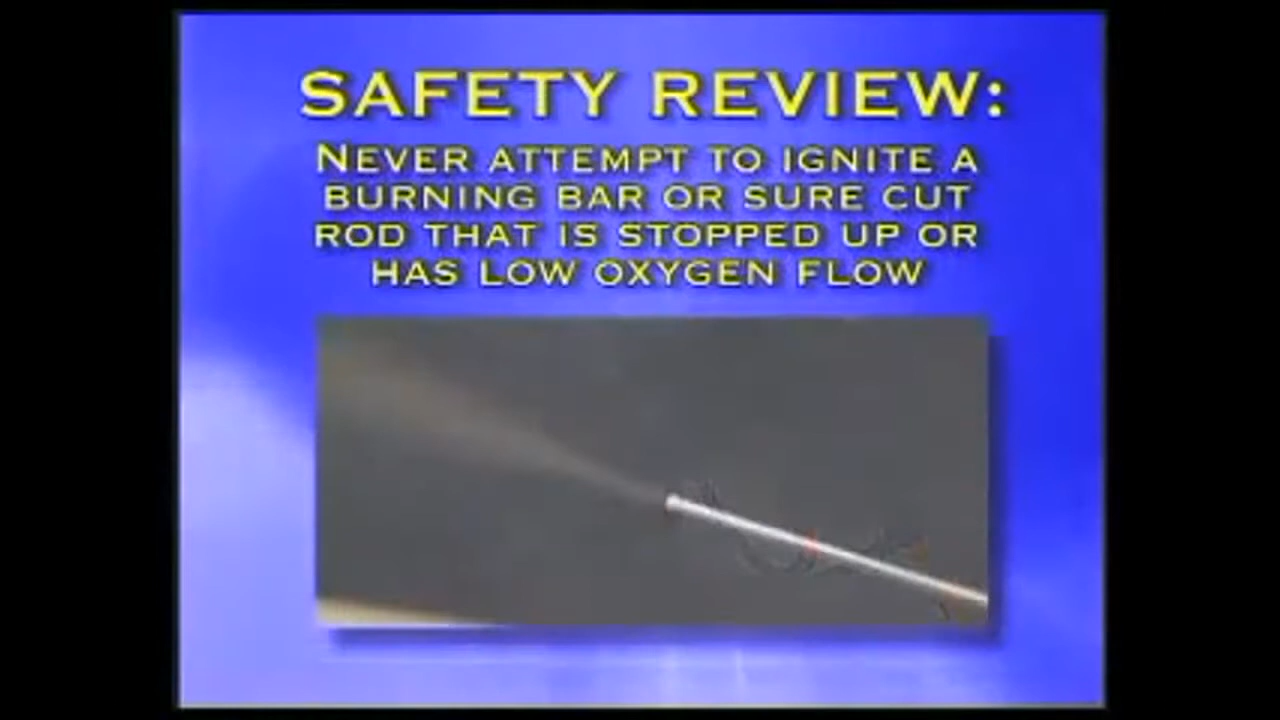 SAFETY REVIEW:
NEVER ATTEMPT TO IGNITE A
BURNING BAR OR SURE CUT
ROD THAT IS STOPPED UP OR
HAS LOW OXYGEN FLOW